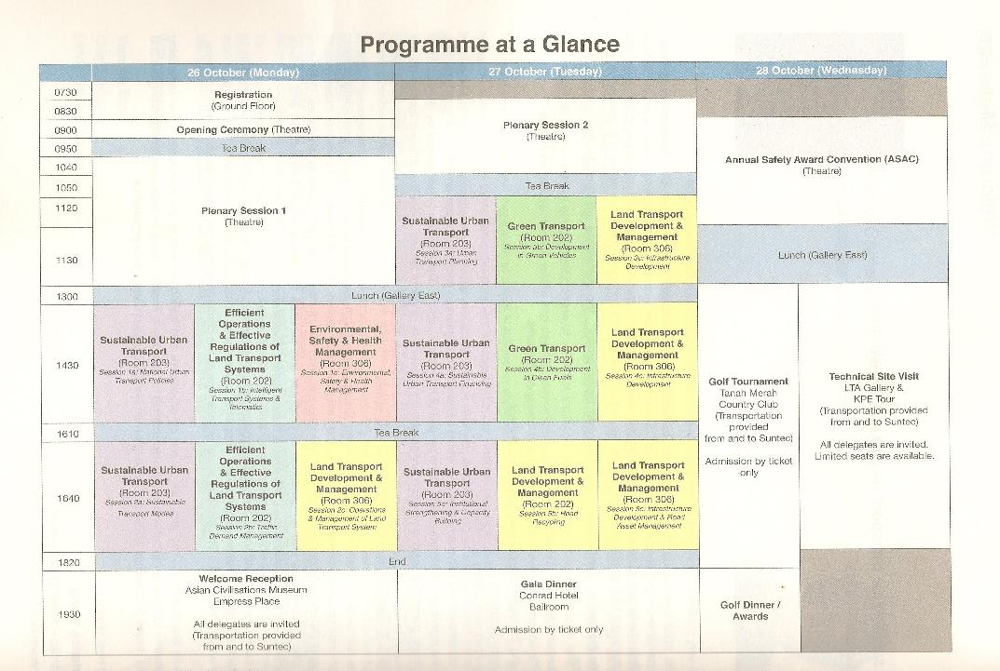 Programme at a Glance
26 October (Monday)
27 October (Tuesday)
28 October (Wednesday)
0730
0830
0900
0950
1040
1050
1120
1130
1300
1430
1610
1640
1820
1930
Registration
(Ground Floor)
Opening Ceremony (Theatre)
Tea Break
Plenary Session 1
(Theatre)
Plenary Session 2
(Theatre)
Tea Break
Sustainable Urban
Transport
(Room 203)
Session 3a: Urban
Transport Planning
Green Transport
(Room 202)
Session 3b: Development
in Green Vehicles
Land Transport
Development &
Management
(Room 306)
Session 3c: Infrastructure
Development
Annual Safety Award Convention (ASAC)
(Theatre)
Lunch (Gallery East)
Lunch (Gallery East)
Sustainable Urban
Transport
(Room 203)
Session 1a: National Urban
Transport Policies
Efficient
Operations
& Effective
Regulations of
Land Transport
Systems
(Room 202)
Session 1b: Intelligent
Transport Systems &
Telematics
Environmental,
Safety & Health
Management
(Room 306)
Session 1c: Environmental,
Safety & Health
Management
Sustainable Urban
Transport
(Room 203)
Session 4a: Sustainable
Urban Transport Financing
Green Transport
(Room 202)
Session 4b: Development
in Clean Fuels
Land Transport
Development &
Management
(Room 306)
Session 4c: Infrastructure
Development
Golf Tournament
Tanah Merah
Country Club
(Transportation
provided
from and to Suntec)
Admission by ticket
only
Technical Site Visit
LTA Gallery &
KPE Tour
(Transportation provided
from and to Suntec)
All delegates are invited.
Limited seats are available.
Tea Break
Sustainable Urban
Transport
(Room 203)
Session 2a: Sustainable
Transport Modes
Efficient
Operations
& Effective
Regulations of
Land Transport
Systems
(Room 202)
Session 2b: Traffic
Demand Management
Land Transport
Development &
Management
(Room 306)
Session 2c: Operations
& Management of Land
Transport System
Sustainable Urban
Transport
(Room 203)
Session 5a: Institutional
Strengthening & Capacity
Building
Land Transport
Development &
Management
(Room 202)
Session 5b: Road
Recycling
Land Transport
Development &
Management
(Room 306)
Session 5c: Infrastructure
Development & Road
Asset Management
End
Welcome Reception
Asian Civilisations Museum
Empress Place
All delegates are invited
(Transportation provided
from and to Suntec)
Gala Dinner
Conrad Hotel
Ballroom
Admission by ticket only
Golf Dinner /
Awards